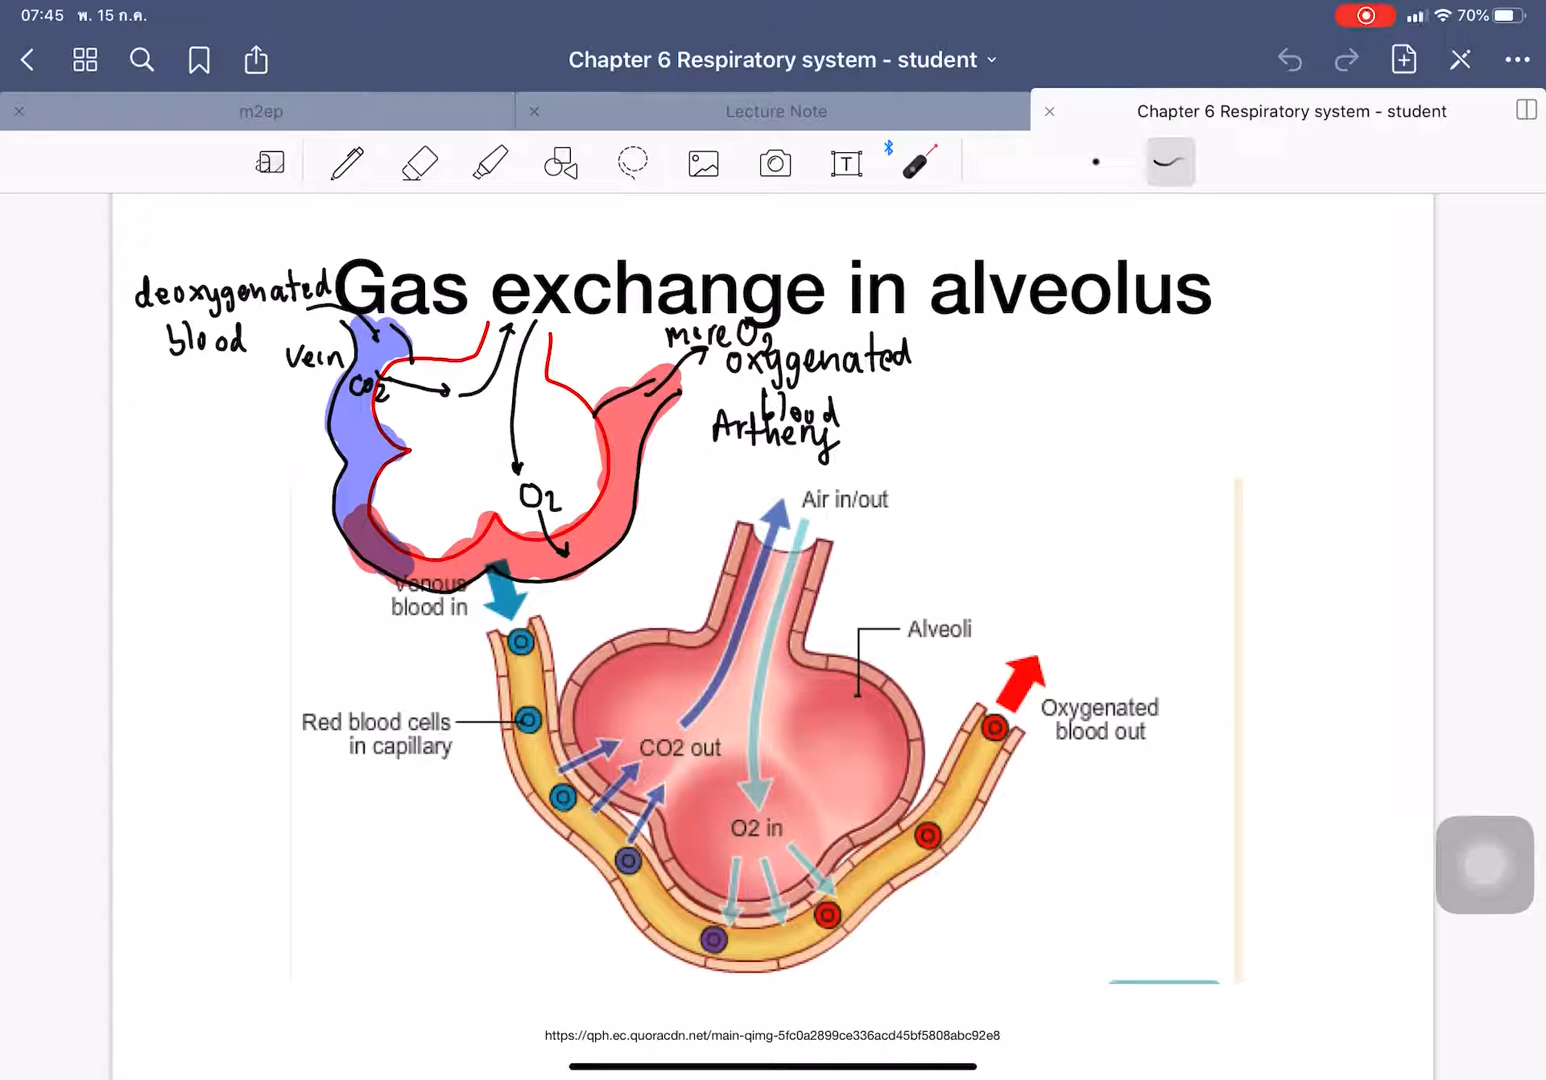 07:45 พ. 15 ก.ค.
70%
Chapter 6 Respiratory system - student
m2ep
Lecture Note
Chapter 6 Respiratory system - student
T
Gas exchange in alveolus
deoxygenated
blood
vein
CO2
more O2
oxygenated
blood
Arthery
O2
Air in/out
Venous
blood in
Alveoli
Red blood cells
in capillary
CO2 out
Oxygenated
blood out
O2 in
https://qph.ec.quoracdn.net/main-qimg-5fc0a2899ce336acd45bf5808abc92e8